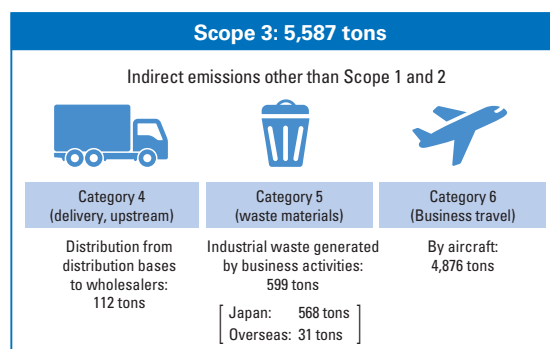 Scope 3: 5,587 tons
Indirect emissions other than Scope 1 and 2
Category 4
(delivery, upstream)
Distribution from
distribution bases
to wholesalers:
112 tons
Category 5
(waste materials)
Industrial waste generated
by business activities:
599 tons
Japan: 568 tons
Overseas: 31 tons
Category 6
(Business travel)
By aircraft:
4,876 tons